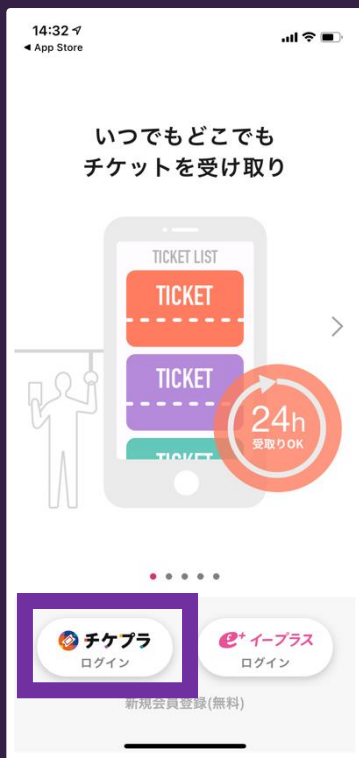 14:32
◀ App Store
いつでもどこでも
チケットを受け取り
TICKET LIST
TICKET
TICKET
24h
受取りOK
TICKET
チケプラ
ログイン
e+ イープラス
ログイン
新規会員登録(無料)